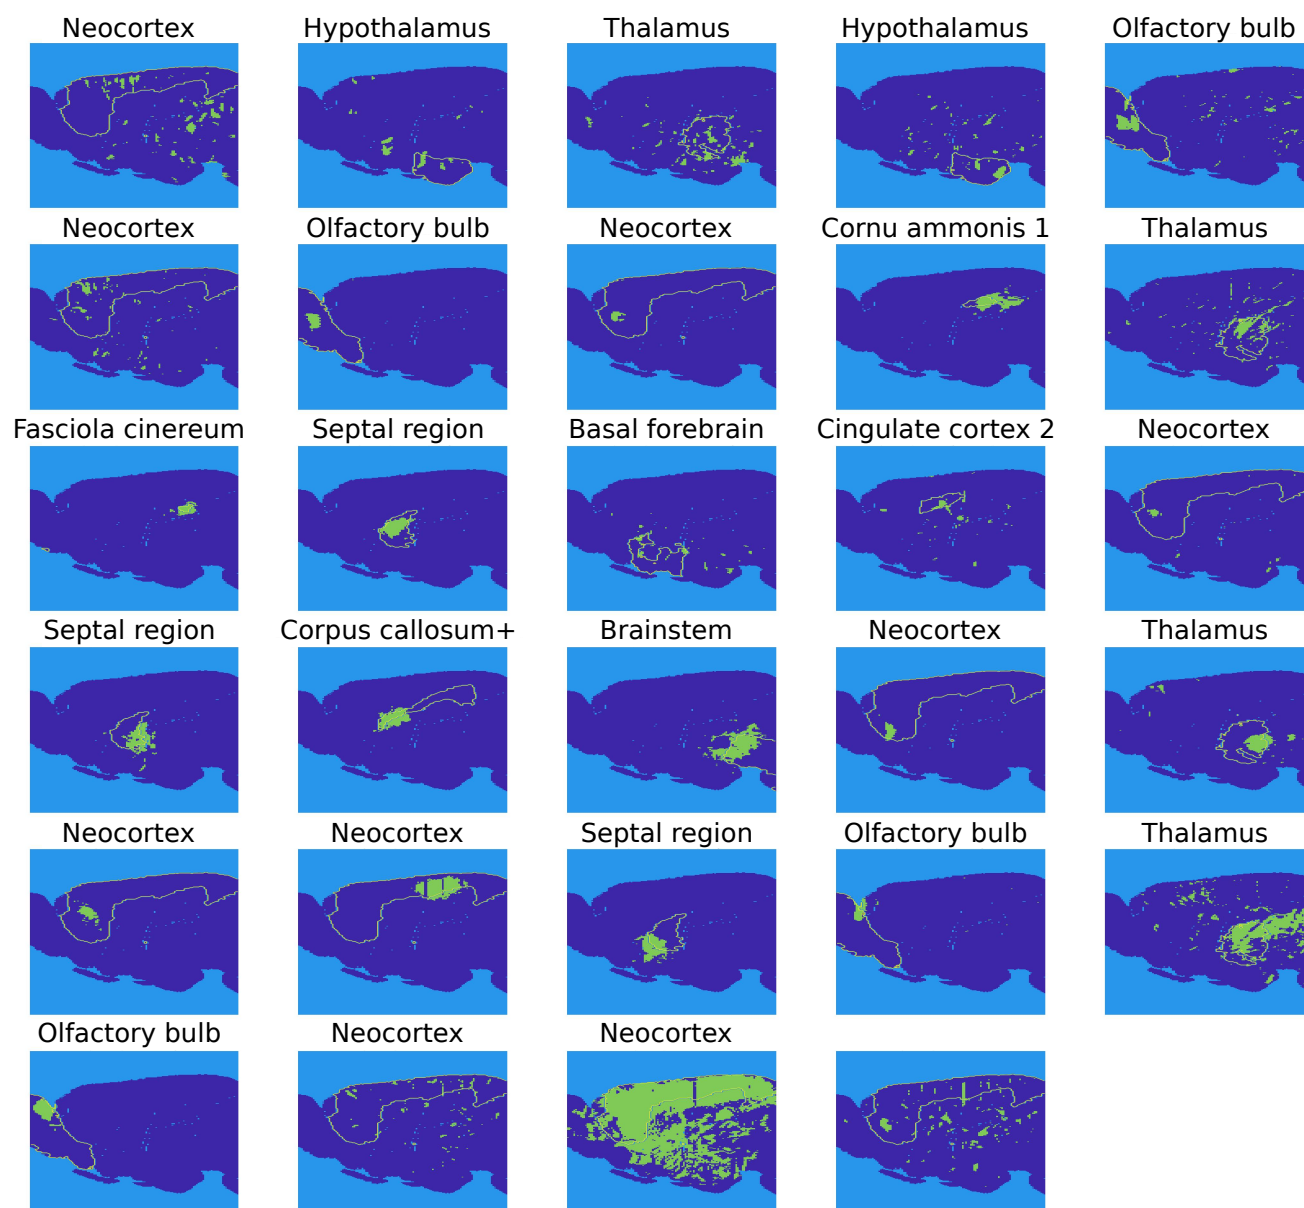 Neocortex
Hypothalamus
Thalamus
Hypothalamus
Olfactory bulb
Neocortex
Olfactory bulb
Neocortex
Cornu ammonis 1
Thalamus
Fasciola cinereum
Septal region
Basal forebrain
Cingulate cortex 2
Neocortex
Septal region
Corpus callosum+
Brainstem
Neocortex
Thalamus
Neocortex
Neocortex
Septal region
Olfactory bulb
Thalamus
Olfactory bulb
Neocortex
Neocortex